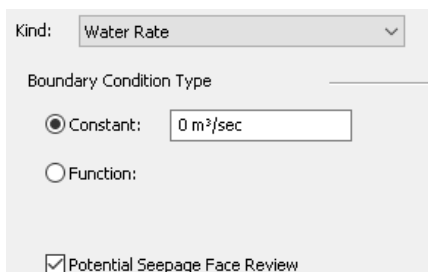 Kind: Water Rate
Boundary Condition Type
Constant: 0 m³/sec
Function:
Potential Seepage Face Review